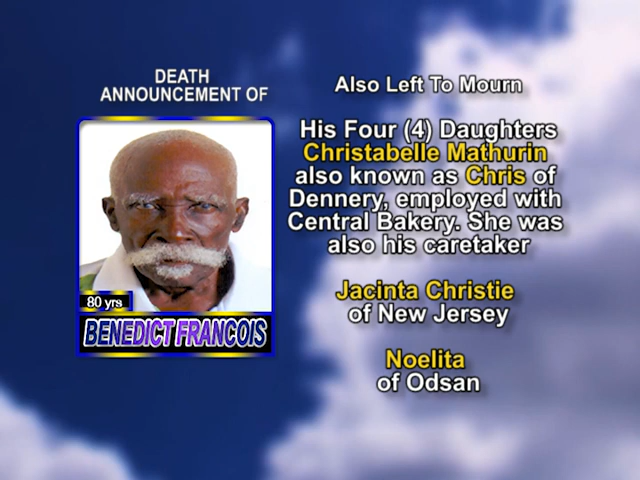 DEATH
ANNOUNCEMENT OF
80 yrs
BENEDICT FRANCOIS
Also Left To Mourn
His Four (4) Daughters
Christabelle Mathurin
also known as Chris of
Dennery, employed with
Central Bakery. She was
also his caretaker
Jacinta Christie
of New Jersey
Noelita
of Odsan